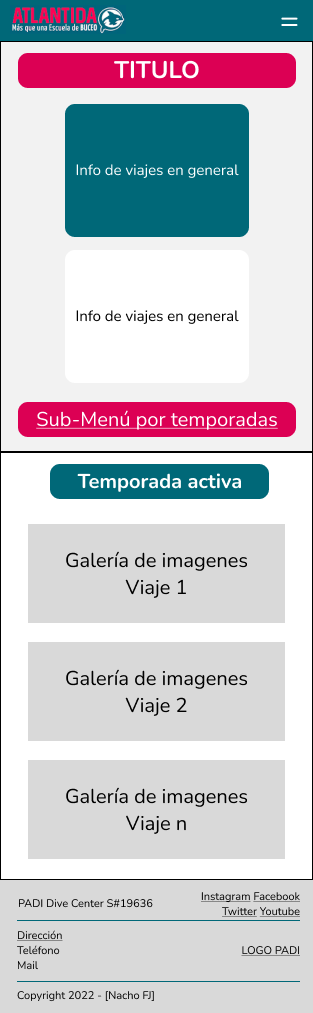 ATLANTIDA
Más que una Escuela de BUCEO
TITULO
Info de viajes en general
Info de viajes en general
Sub-Menú por temporadas
Temporada activa
Galería de imagenes
Viaje 1
Galería de imagenes
Viaje 2
Galería de imagenes
Viaje n
PADI Dive Center S#19636
Instagram Facebook
Twitter Youtube
Dirección
Teléfono
Mail
LOGO PADI
Copyright 2022 - [Nacho FJ]